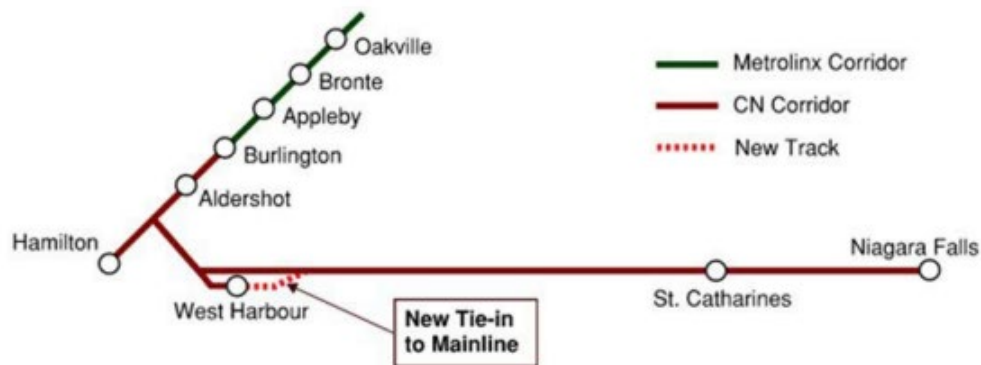 Oakville
Bronte
Appleby
Burlington
Aldershot
Hamilton
West Harbour
St. Catharines
Niagara Falls
Metrolinx Corridor
CN Corridor
New Track
New Tie-in
to Mainline